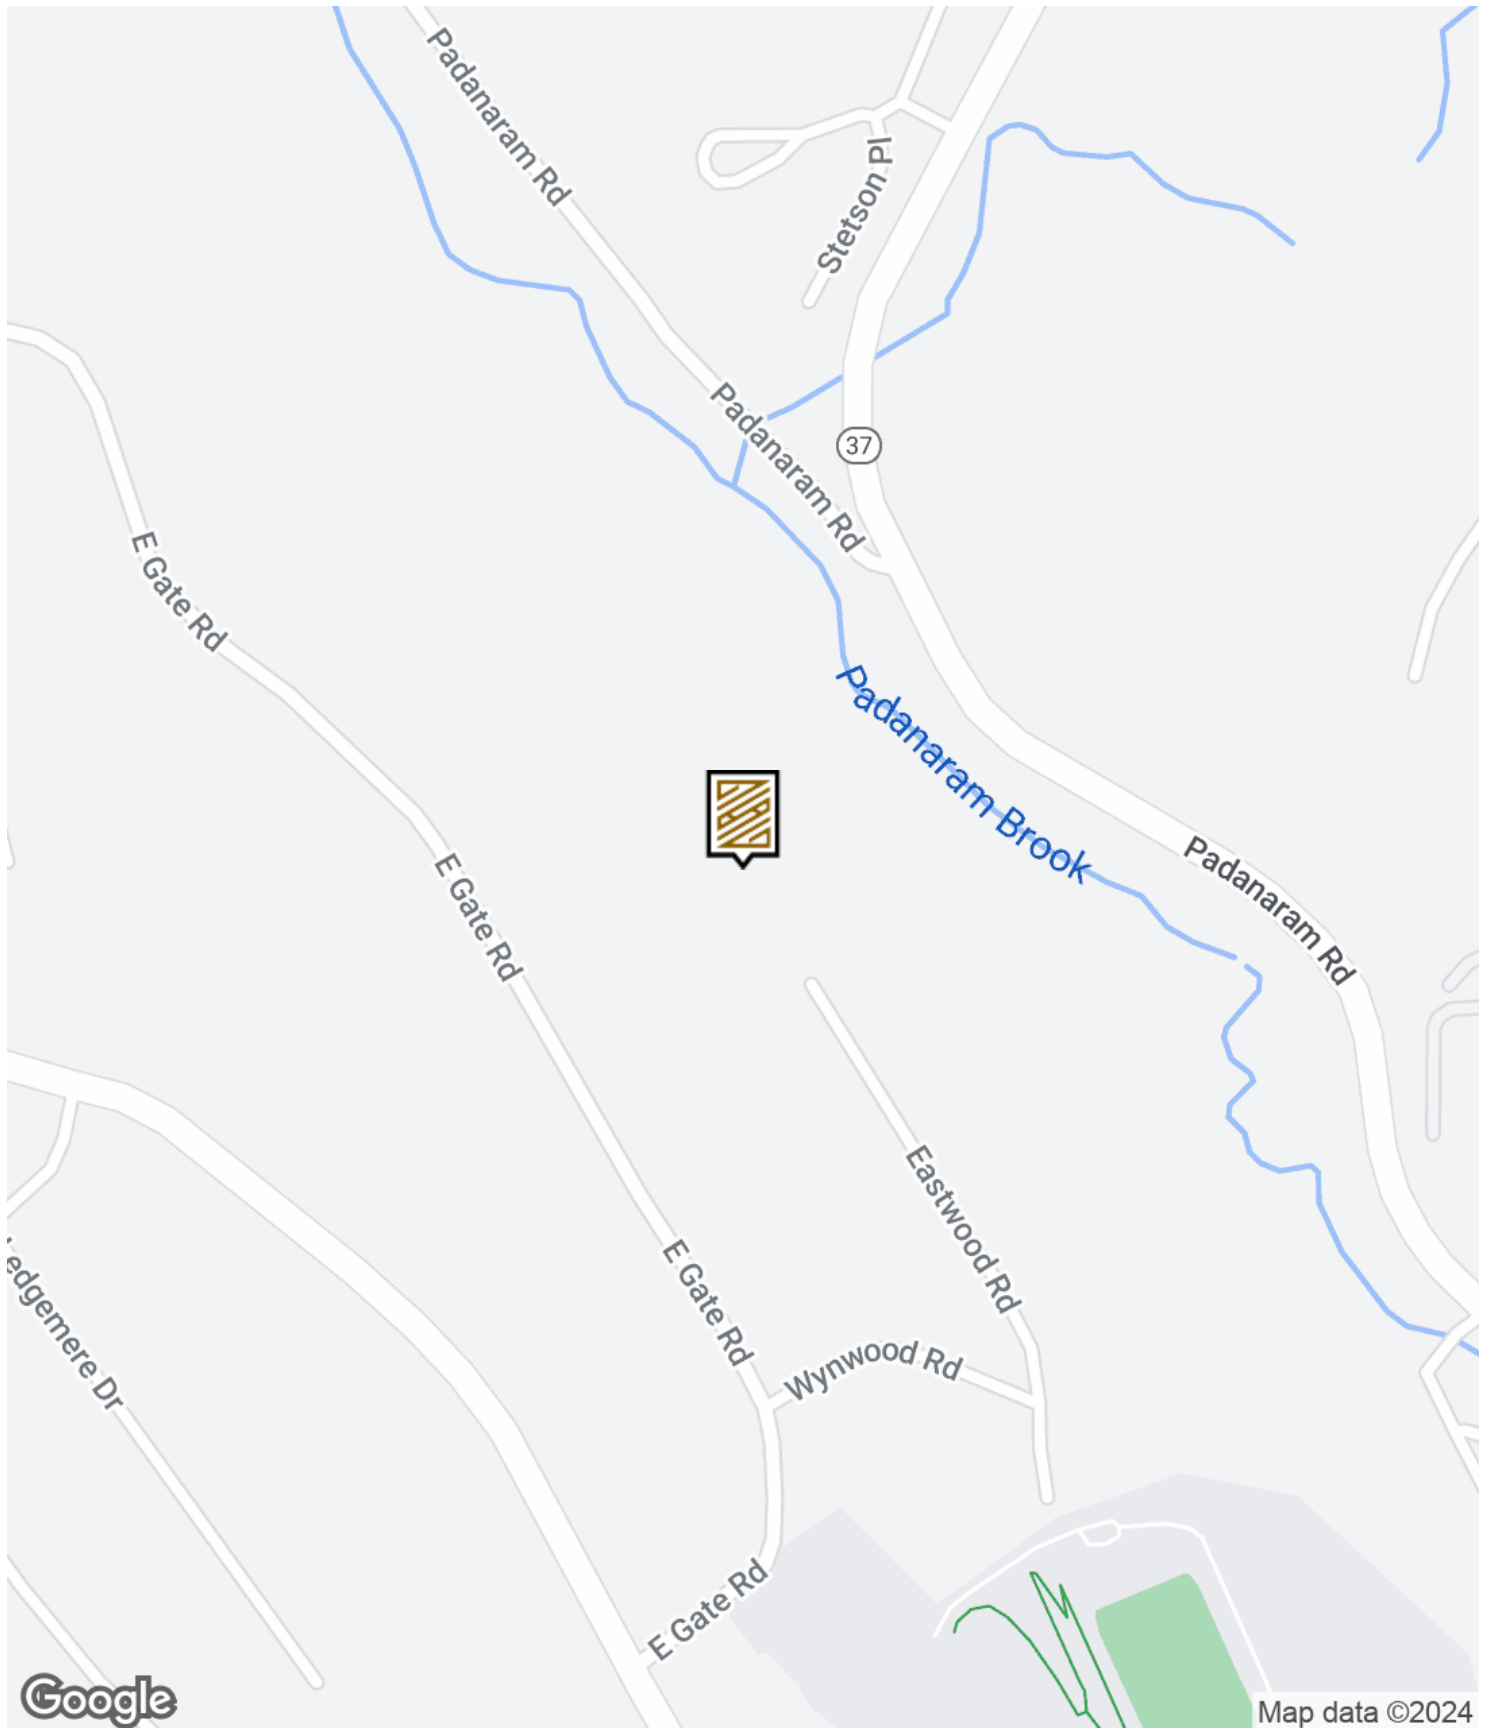 Padanaram Rd
Stetson Pl
Padanaram Rd
37
E Gate Rd
Padanaram Brook
Padanaram Rd
E Gate Rd
Eastwood Rd
E Gate Rd
Wynwood Rd
Ledgemere Dr
E Gate Rd
Google
Map data ©2024